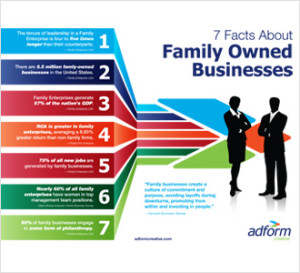 7 Facts About
Family Owned
Businesses
The tenure of leadership in a Family
Enterprise is four to five times
longer than their counterparts.
1
There are 5.5 million family-owned
businesses in the United States.
2
Family Enterprises generate
57% of the nation's GDP.
3
ROA is greater in family
enterprises, averaging a 6.65%
greater return than non-family firms.
4
75% of all new jobs are
generated by family businesses.
5
Nearly 60% of all family
enterprises have women in top
management team positions.
6
of family businesses engage
in some form of philanthropy.
7
"Family businesses create a
culture of commitment and
purpose, avoiding layoffs during
downturns, promoting from
within and investing in people."
adformcreative.com
adform
creative